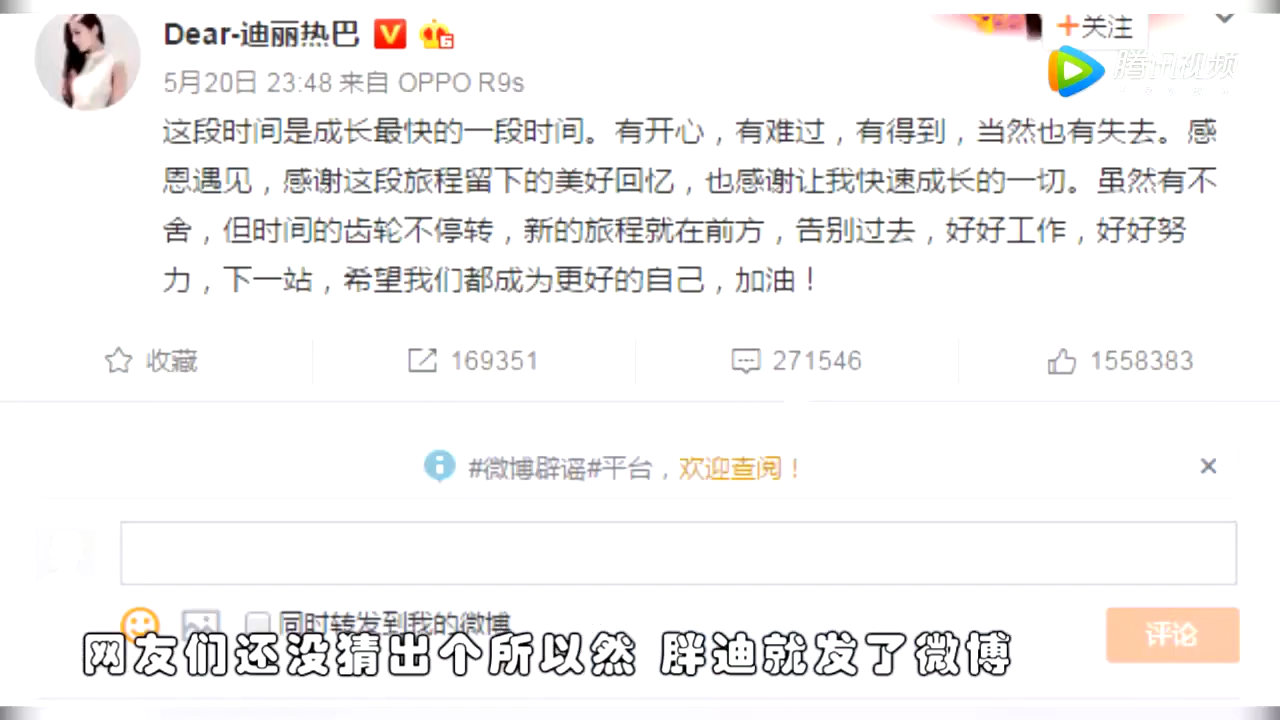 Dear-迪丽热巴
+关注
5月20日 23:48 来自 OPPO R9s
腾讯视频
这段时间是成长最快的一段时间。有开心，有难过，有得到，当然也有失去。感
恩遇见，感谢这段旅程留下的美好回忆，也感谢让我快速成长的一切。虽然有不
舍，但时间的齿轮不停转，新的旅程就在前方，告别过去，好好工作，好好努
力，下一站，希望我们都成为更好的自己，加油！
收藏 169351 271546 1558383
#微博辟谣#平台，欢迎查阅！
同时转发到我的微博
评论
网友们还没猜出个所以然 胖迪就发了微博